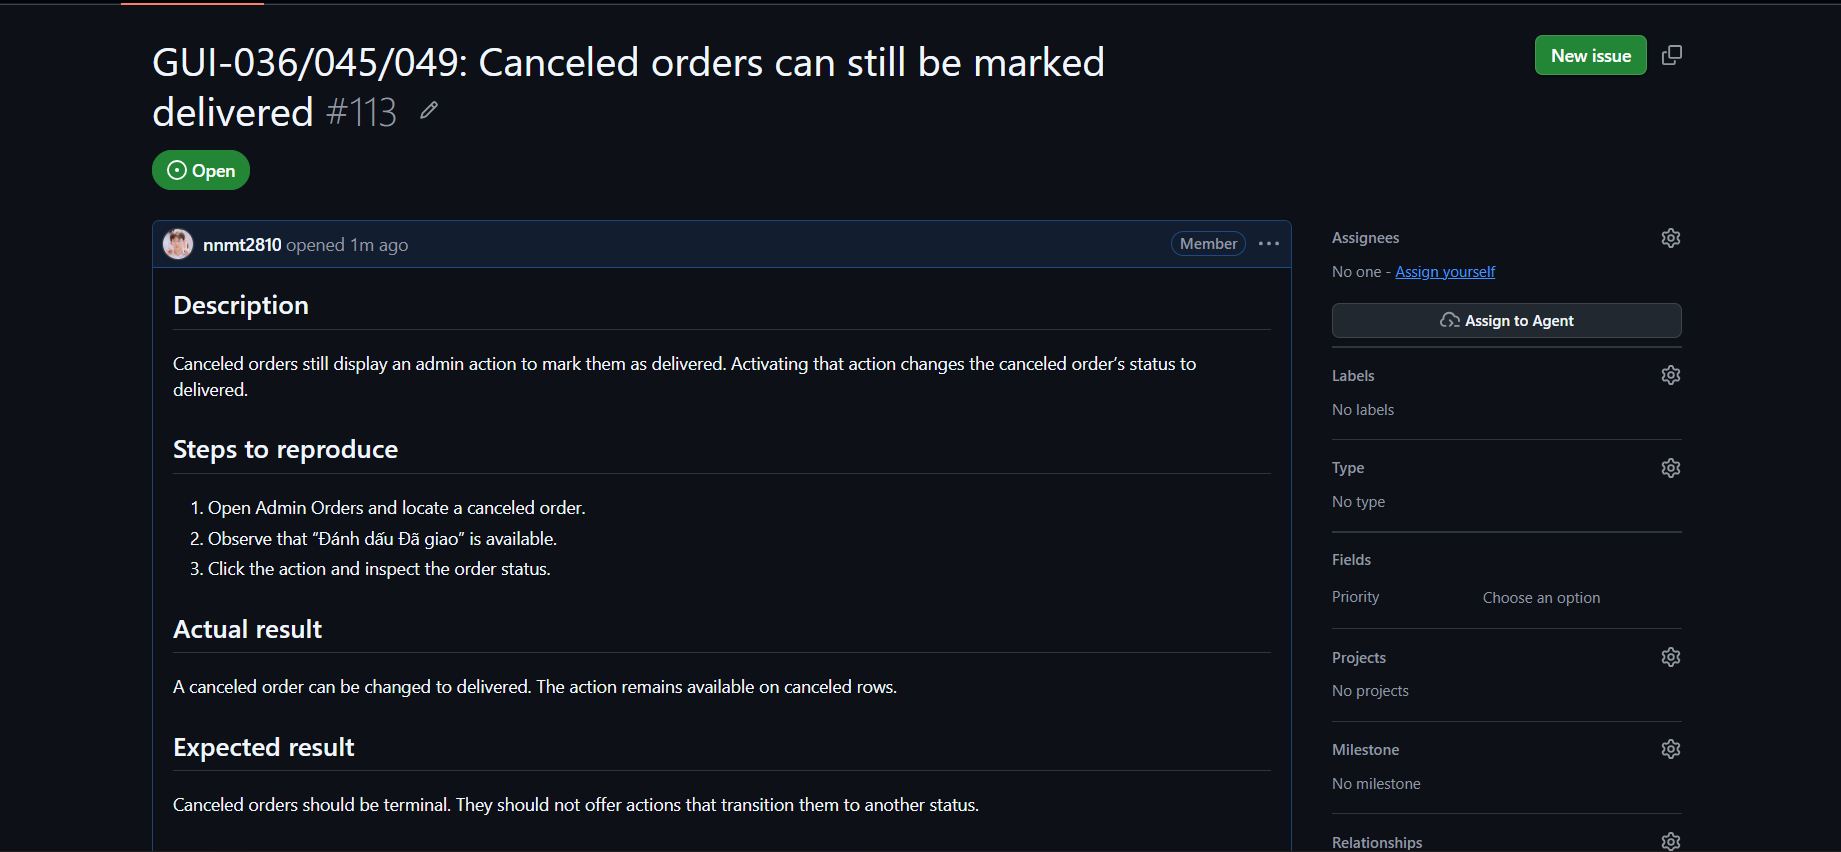 GUI-036/045/049: Canceled orders can still be marked
delivered #113
New issue
Open
nnmt2810 opened 1m ago
Member
Description
Canceled orders still display an admin action to mark them as delivered. Activating that action changes the canceled order’s status to
delivered.
Steps to reproduce
1. Open Admin Orders and locate a canceled order.
2. Observe that “Đánh dấu Đã giao” is available.
3. Click the action and inspect the order status.
Actual result
A canceled order can be changed to delivered. The action remains available on canceled rows.
Expected result
Canceled orders should be terminal. They should not offer actions that transition them to another status.
Assignees
No one - Assign yourself
Assign to Agent
Labels
No labels
Type
No type
Fields
Priority Choose an option
Projects
No projects
Milestone
No milestone
Relationships